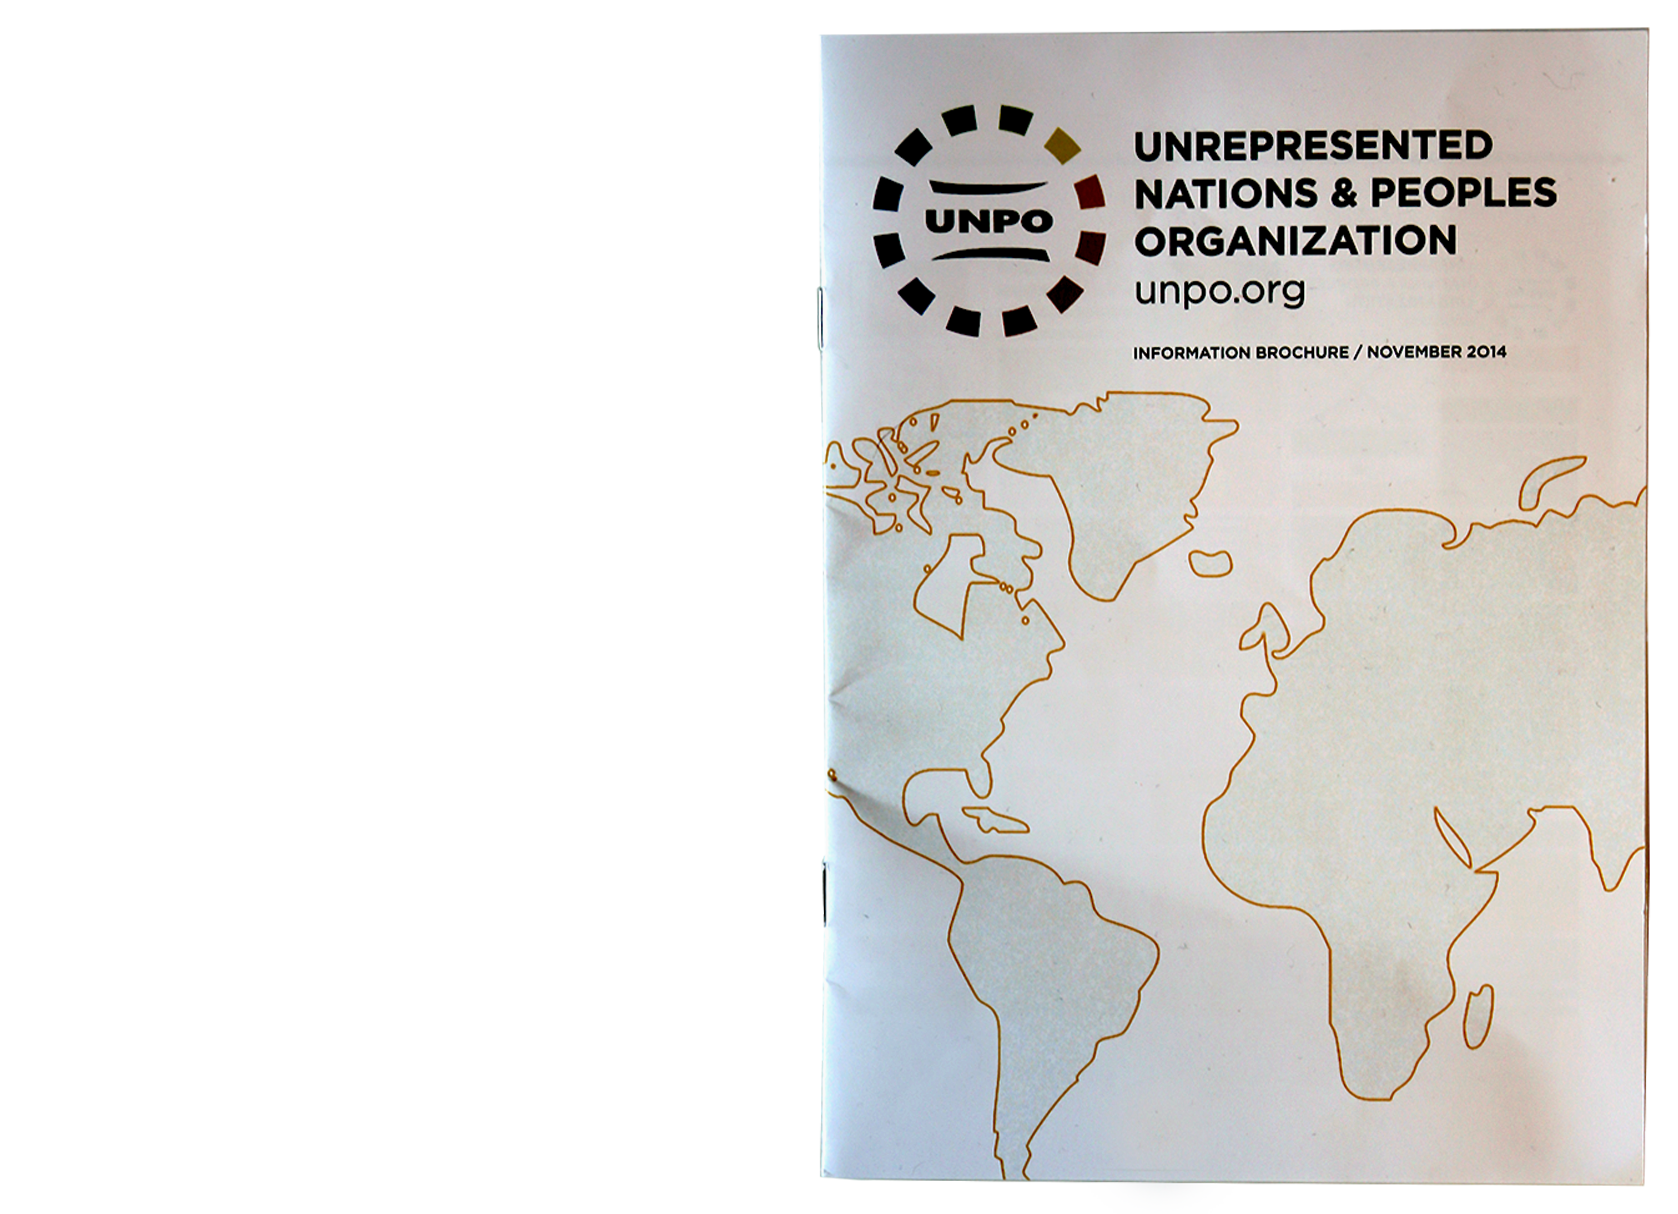 UNPO
UNREPRESENTED
NATIONS & PEOPLES
ORGANIZATION
unpo.org
INFORMATION BROCHURE / NOVEMBER 2014